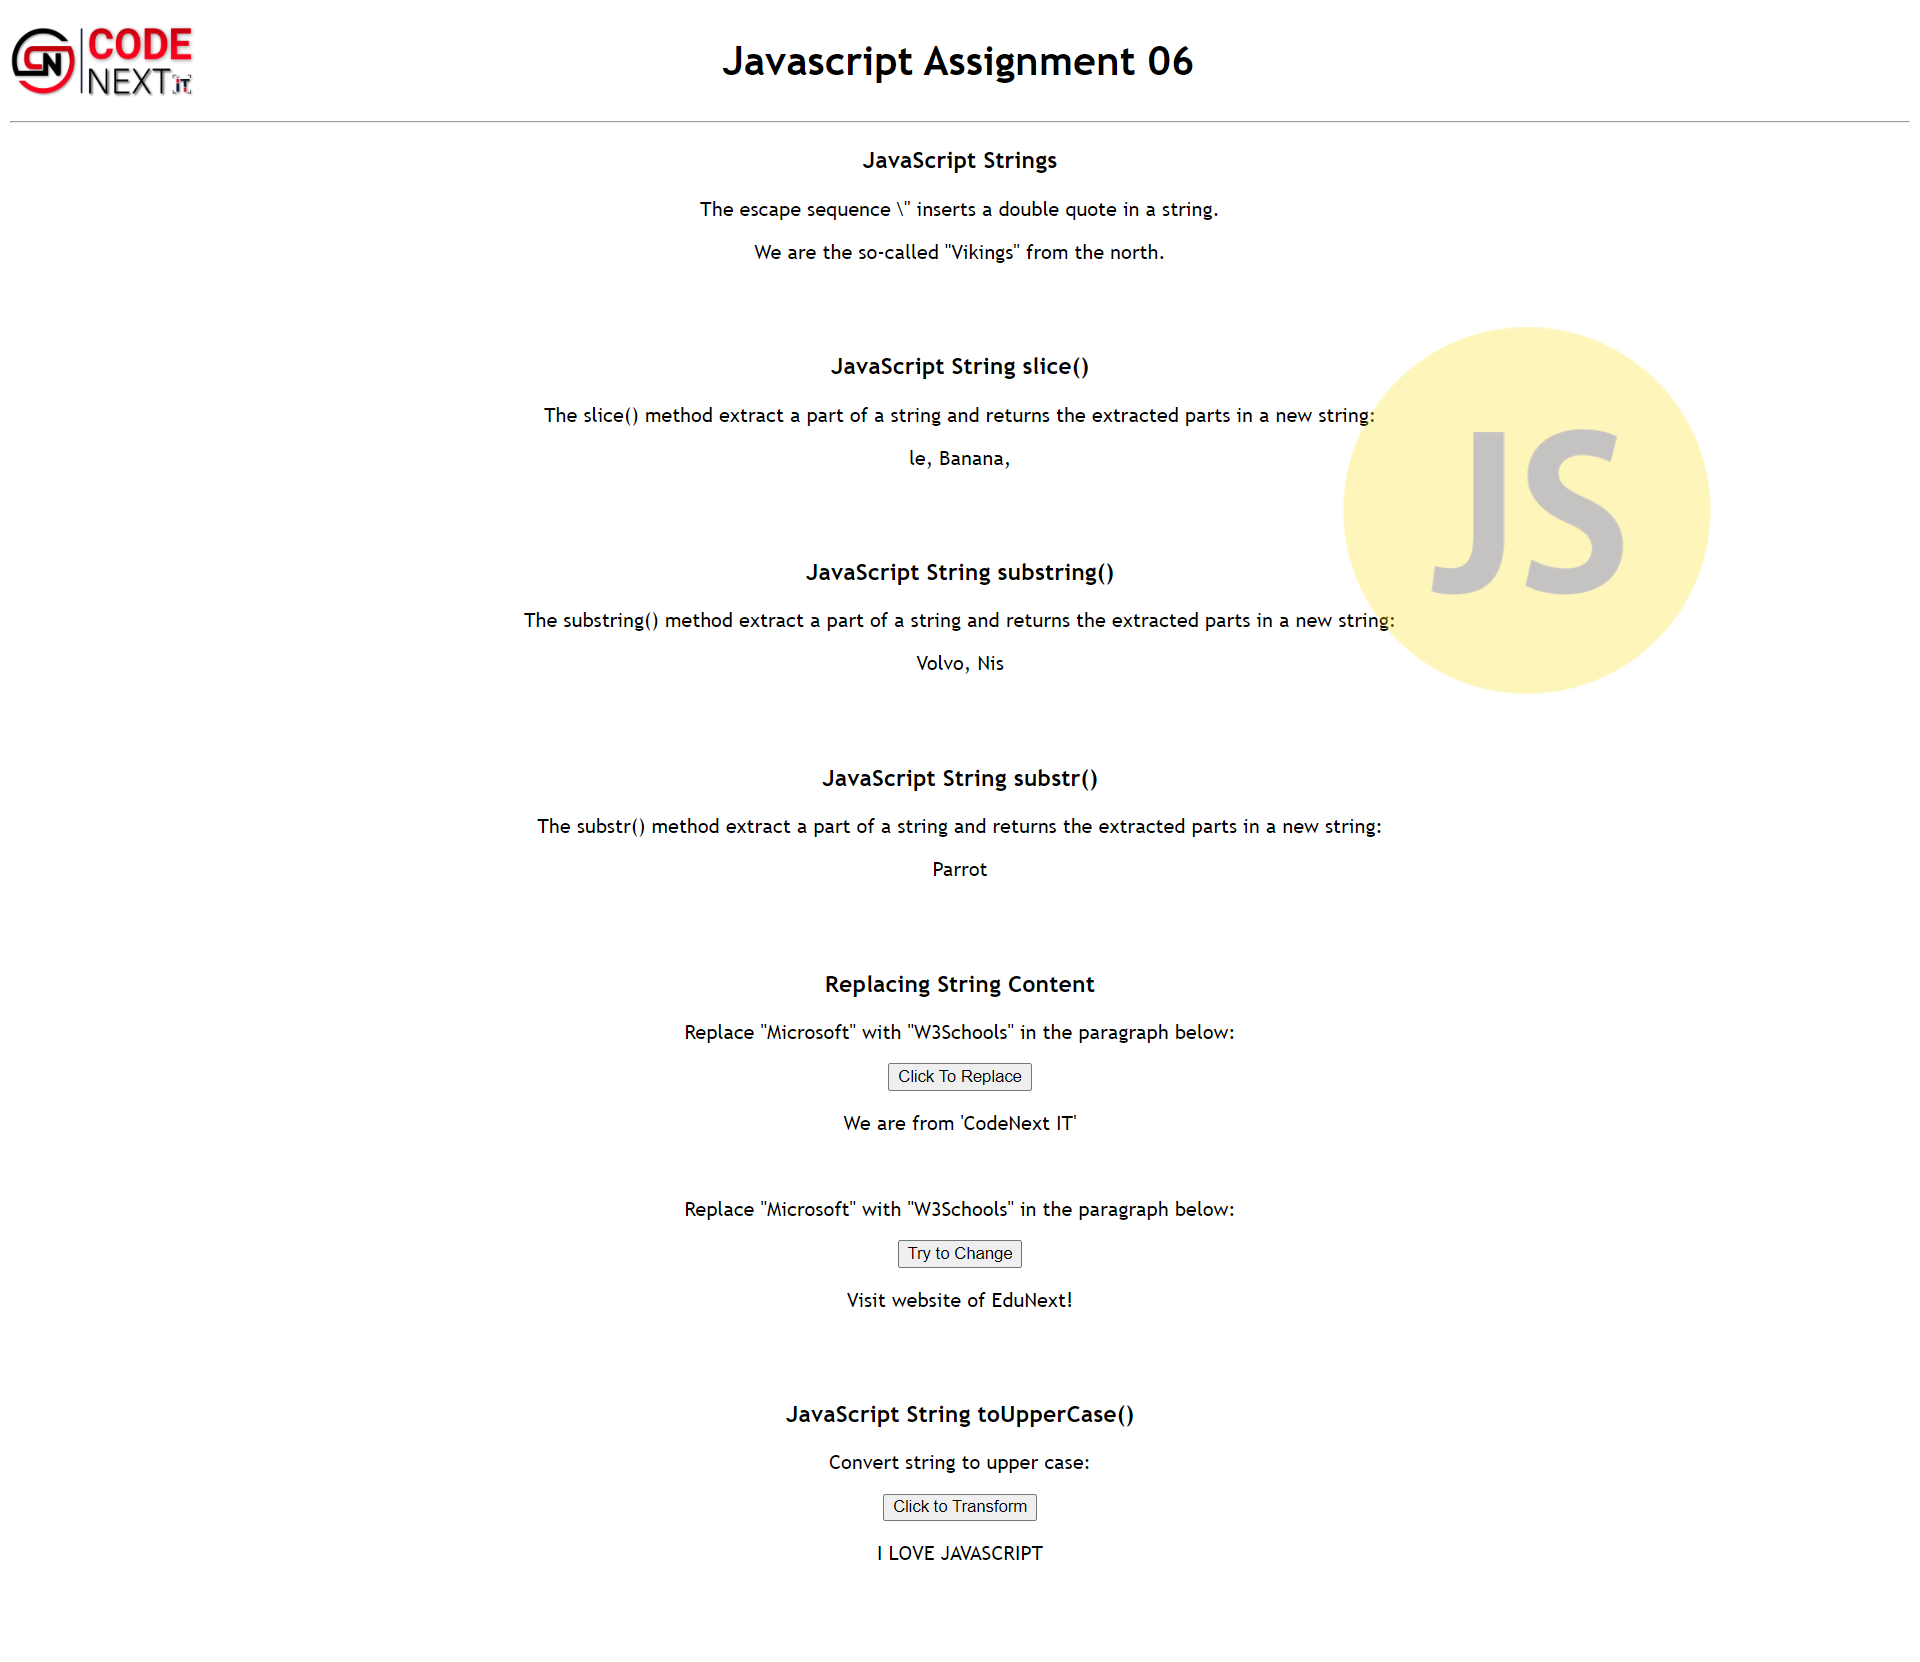 CN CODE
NEXT iT
Javascript Assignment 06
JavaScript Strings
The escape sequence \" inserts a double quote in a string.
We are the so-called "Vikings" from the north.
JavaScript String slice()
The slice() method extract a part of a string and returns the extracted parts in a new string:
le, Banana,
JS
JavaScript String substring()
The substring() method extract a part of a string and returns the extracted parts in a new string:
Volvo, Nis
JavaScript String substr()
The substr() method extract a part of a string and returns the extracted parts in a new string:
Parrot
Replacing String Content
Replace "Microsoft" with "W3Schools" in the paragraph below:
Click To Replace
We are from 'CodeNext IT'
Replace "Microsoft" with "W3Schools" in the paragraph below:
Try to Change
Visit website of EduNext!
JavaScript String toUpperCase()
Convert string to upper case:
Click to Transform
I LOVE JAVASCRIPT